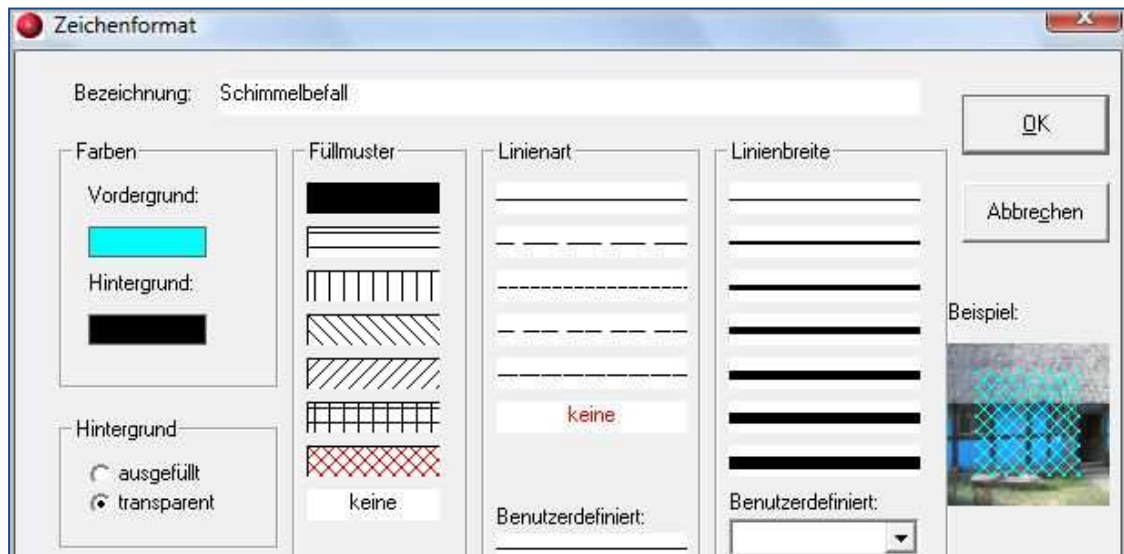 Zeichenformat
X
Bezeichnung: Schimmelbefall
OK
Abbrechen
Farben
Vordergrund:
Hintergrund:
Hintergrund
ausgefüllt
transparent
Füllmuster
keine
Linienart
keine
Benutzerdefiniert:
Linienbreite
Benutzerdefiniert:
Beispiel: